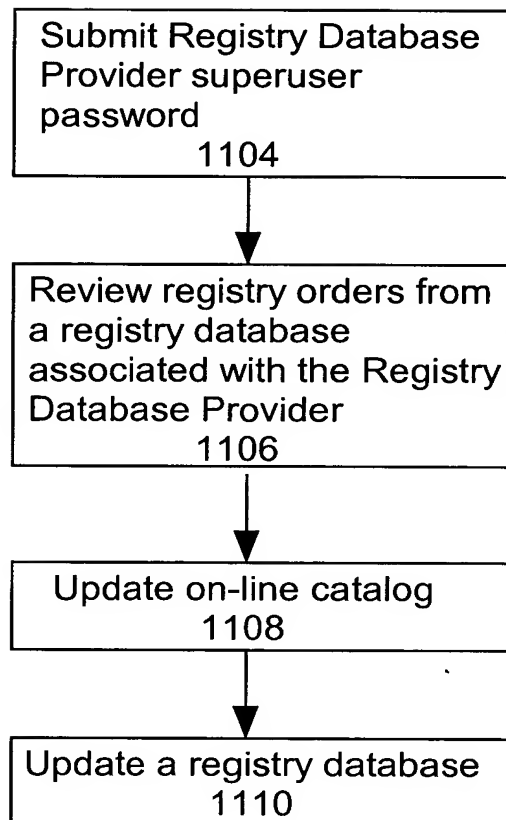 Submit Registry Database
Provider superuser
password
1104
Review registry orders from
a registry database
associated with the Registry
Database Provider
1106
Update on-line catalog
1108
Update a registry database
1110